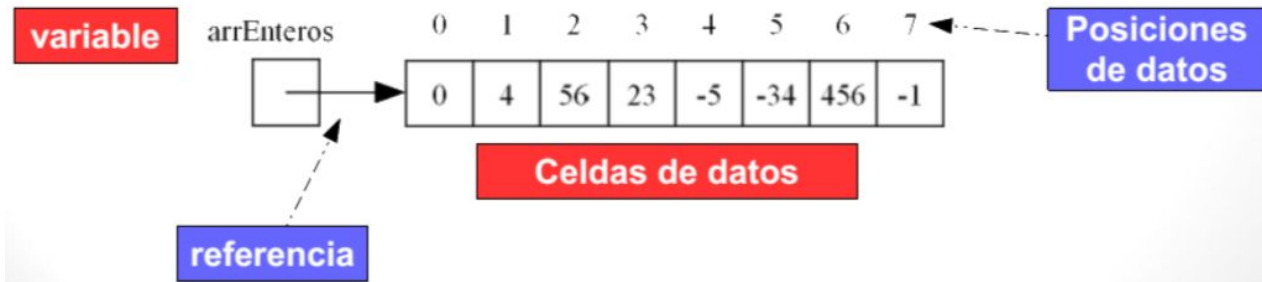 variable
arrEnteros
0 1 2 3 4 5 6 7
Posiciones
de datos
0 4 56 23 -5 -34 456 -1
Celdas de datos
referencia